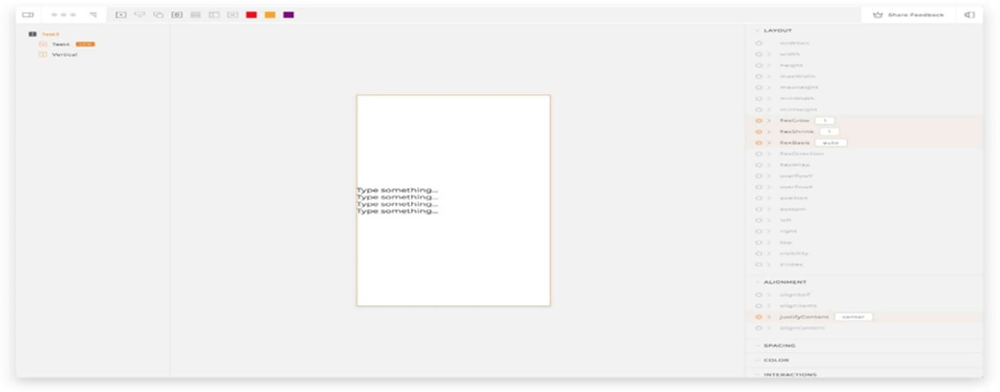 Share Feedback
Test3
Test4
Vertical
Type something...
Type something...
Type something...
Type something...
LAYOUT
onWhen
width
height
maxWidth
maxHeight
minWidth
minHeight
flexGrow 1
flexShrink 1
flexBasis auto
flexDirection
flexWrap
overflowY
overflowX
position
bottom
left
right
top
visibility
zIndex
ALIGNMENT
alignSelf
alignItems
justifyContent center
alignContent
SPACING
COLOR
INTERACTIONS